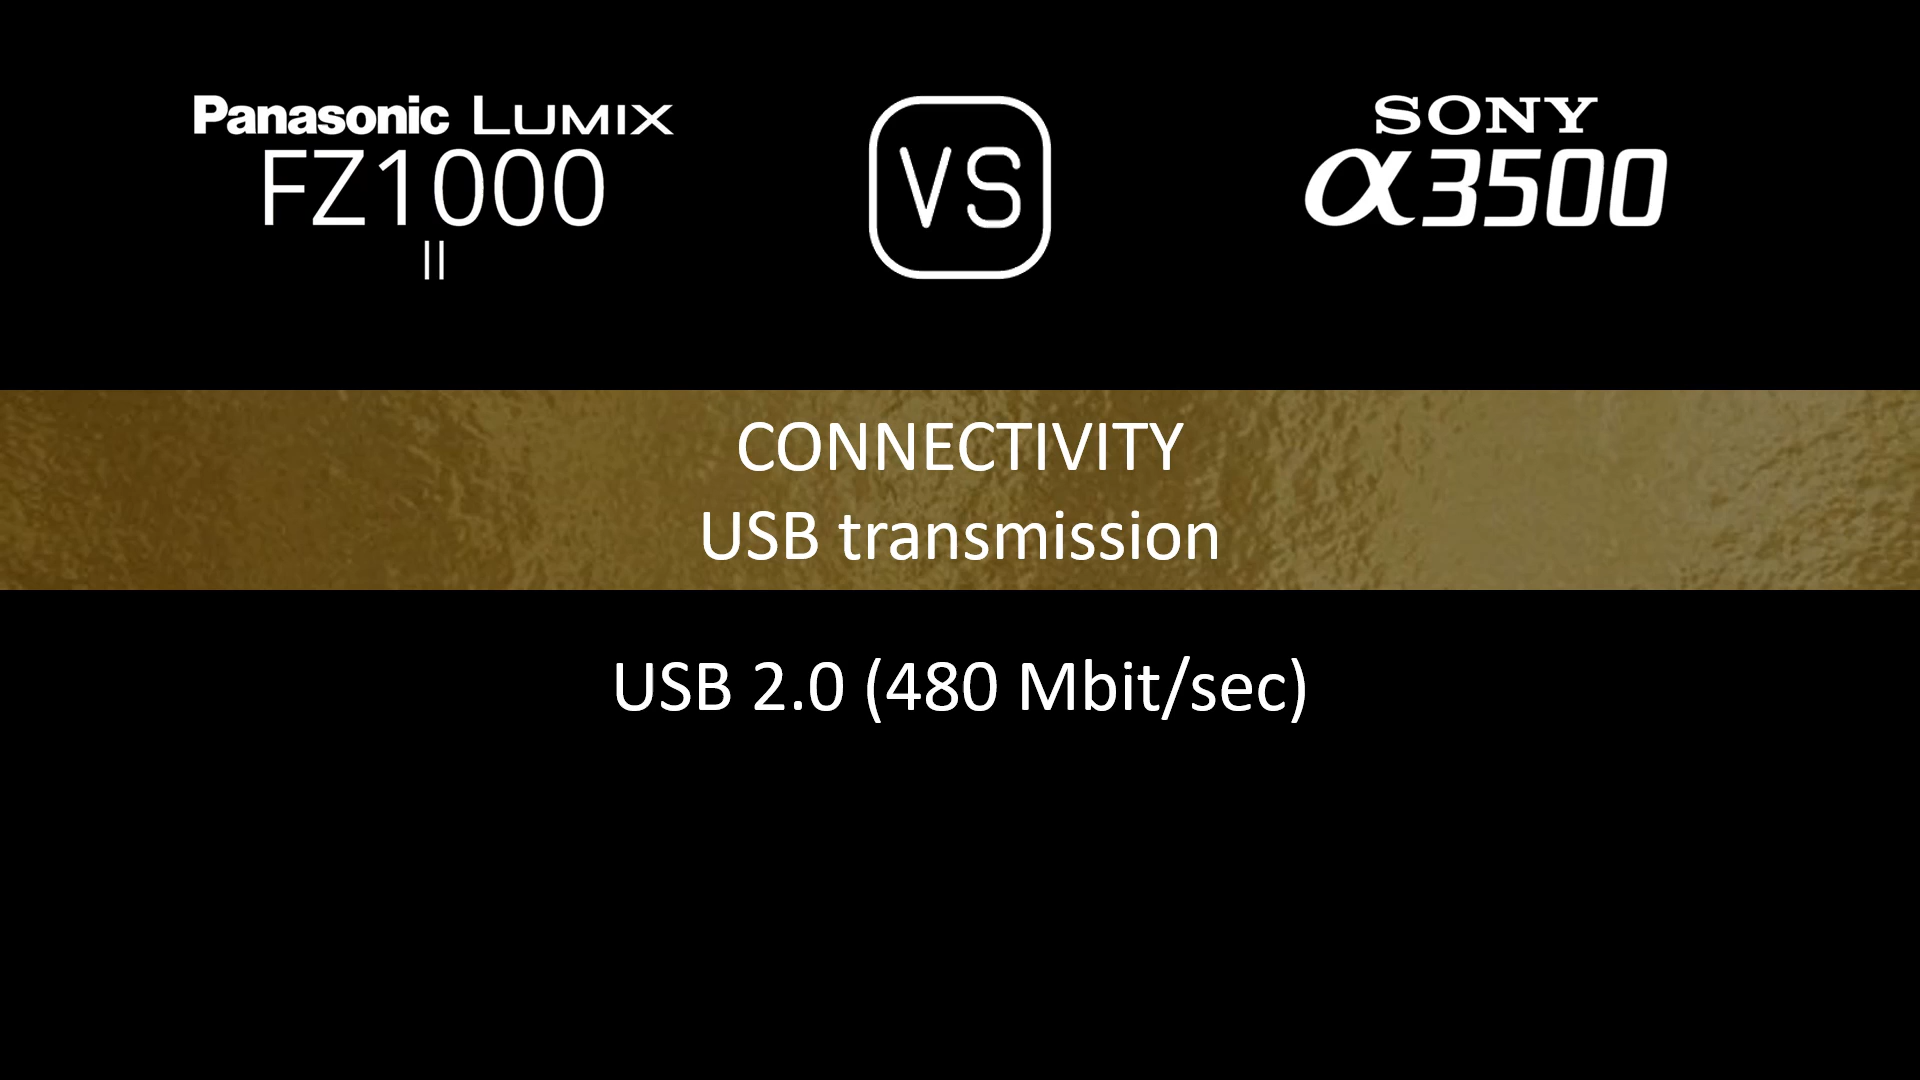 Panasonic LUMIX
FZ1000
II
VS
SONY
α3500
CONNECTIVITY
USB transmission
USB 2.0 (480 Mbit/sec)